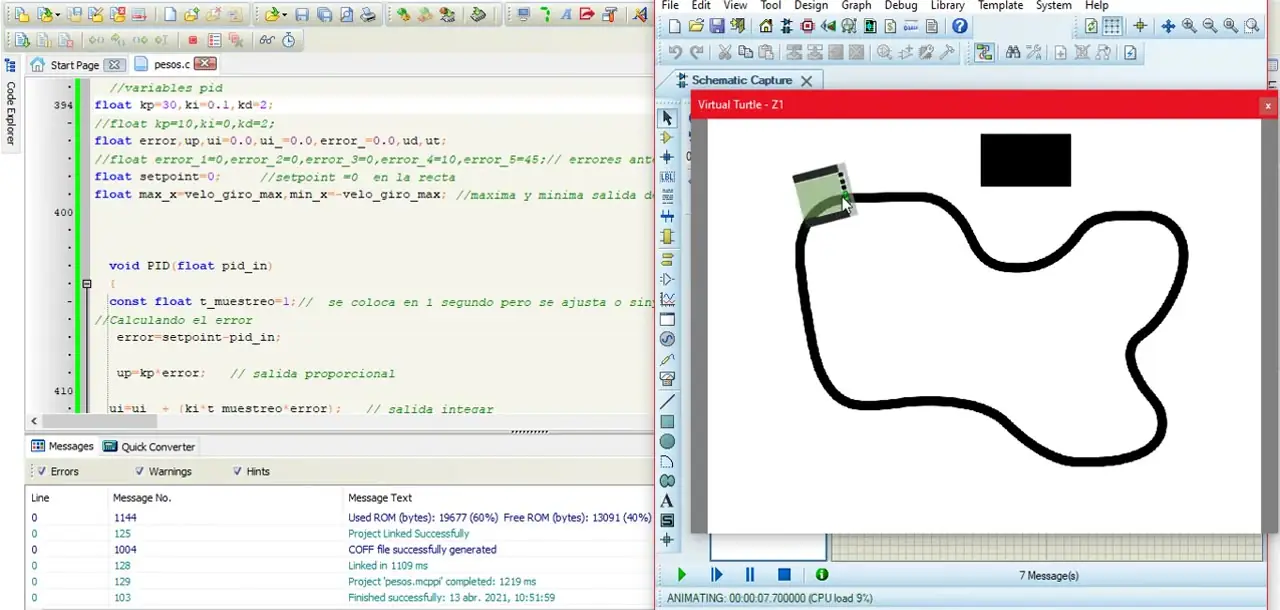 File View Tool Design Graph Debug Library Template System Help
Start Page
pesos.c
Schematic Capture
Code Explorer
Virtual Turtle - Z1
//variables pid
394 float kp=30,ki=0.1,kd=2;
//float kp=10,ki=0,kd=2;
float error,up,ui=0.0,ui_=0.0,error_=0.0,ud,ut;
//float error_1=0,error_2=0,error_3=0,error_4=10,error_5=45;// errores
float setpoint=0; //setpoint =0 en la recta
float max_x=velo_giro_max,min_x=-velo_giro_max; //maxima y minima salida
400
void PID(float pid_in)
{
const float t_muestreo=1;// se coloca en 1 segundo pero se ajusta o
//Calculando el error
error=setpoint-pid_in;
up=kp*error; // salida proporcional
410
ui=ui_ + (ki*t_muestreo*error); // salida integar
Messages Quick Converter
Errors Warnings Hints
Line Message No. Message Text
0 1144 Used ROM (bytes): 19677 (60%) Free ROM (bytes): 13091 (40%)
0 125 Project Linked Successfully
0 1004 COFF file successfully generated
0 128 Linked in 1109 ms
0 129 Project 'pesos.mcppi' completed: 1219 ms
0 103 Finished successfully: 13 abr. 2021, 10:51:59
7 Message(s)
ANIMATING: 00:00:07.700000 (CPU load 9%)